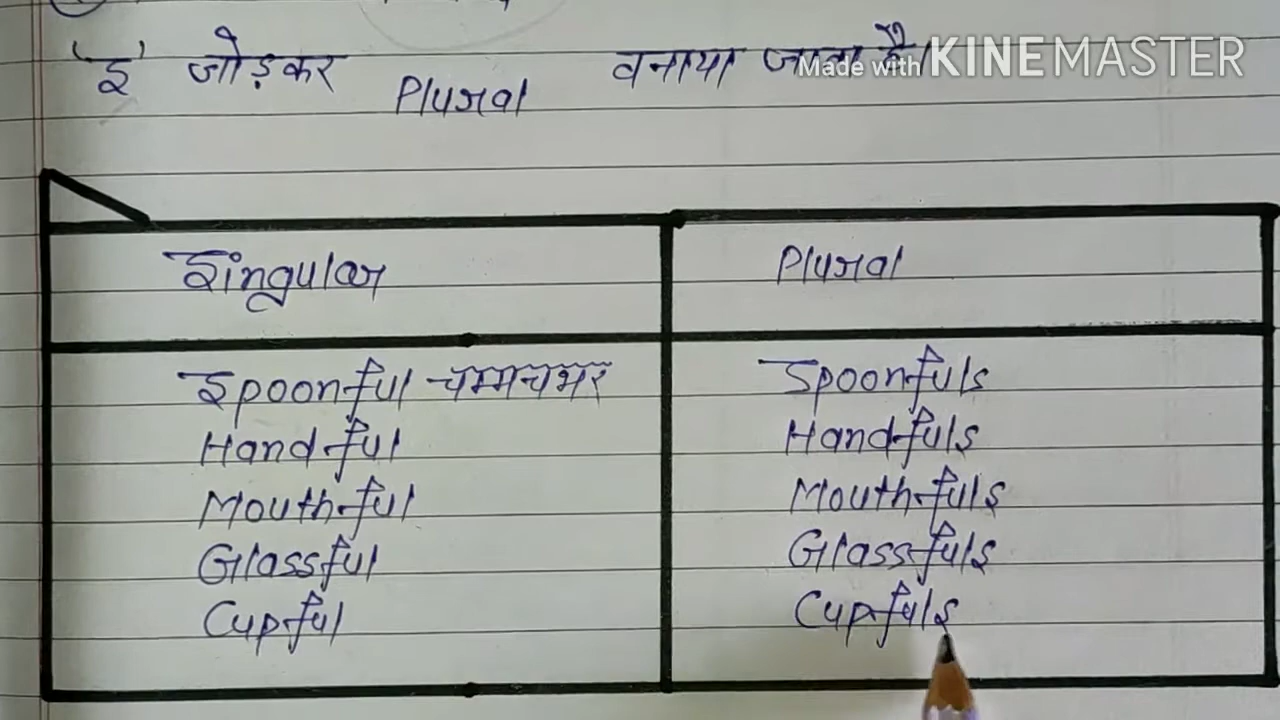 's' जोड़कर Plural बनाया जाता है।
Made with KINEMASTER
Singular Plural
Spoonful चम्मचभर Spoonfuls
Handful Handfuls
Mouthful Mouthfuls
Glassful Glassfuls
Cupful Cupfuls